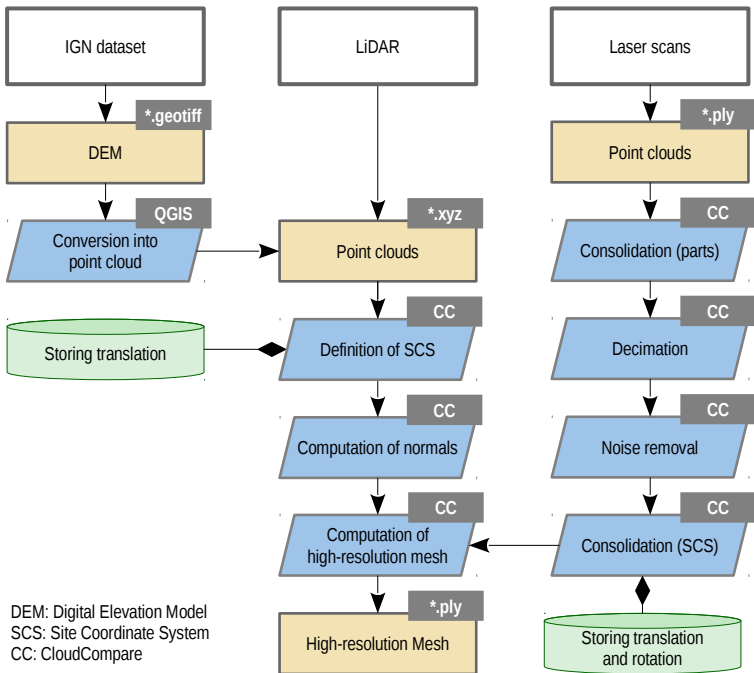 IGN dataset
LiDAR
Laser scans
*.geotiff
DEM
*.ply
Point clouds
QGIS
Conversion into
point cloud
*.xyz
Point clouds
CC
Consolidation (parts)
Storing translation
CC
Definition of SCS
CC
Decimation
CC
Computation of normals
CC
Noise removal
CC
Computation of
high-resolution mesh
CC
Consolidation (SCS)
*.ply
High-resolution Mesh
Storing translation
and rotation
DEM: Digital Elevation Model
SCS: Site Coordinate System
CC: CloudCompare